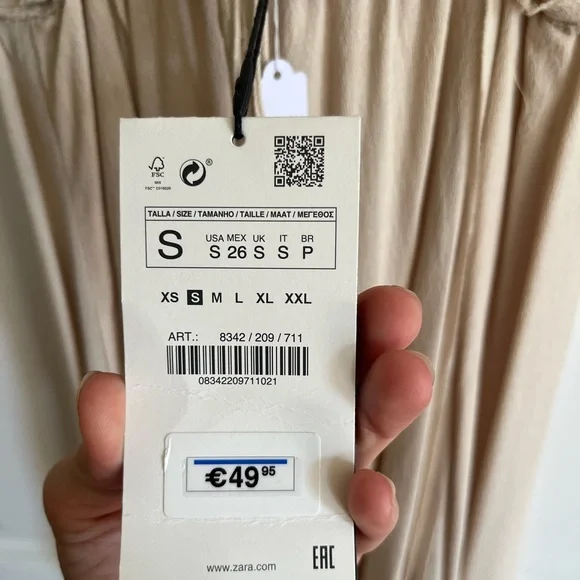 FSC
®
TALLA / SIZE / TAMANHO / TAILLE / MAAT / ΜΕΓΕΘΟΣ
S
USA MEX UK IT BR
S 26 S S P
XS S M L XL XXL
ART.: 8342 / 209 / 711
08342209711021
€49 95
www.zara.com
EAC